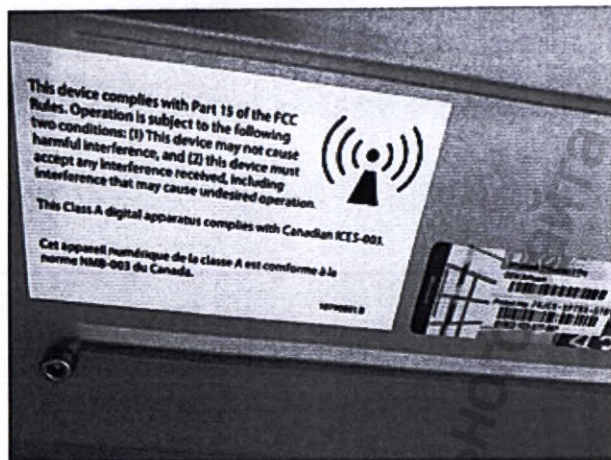 This device complies with Part 15 of the FCC
Rules. Operation is subject to the following
two conditions: (1) This device may not cause
harmful interference, and (2) this device must
accept any interference received, including
interference that may cause undesired operation.
This Class A digital apparatus complies with Canadian ICES-003.
Cet appareil numérique de la classe A est conforme à la
norme NMB-003 du Canada.